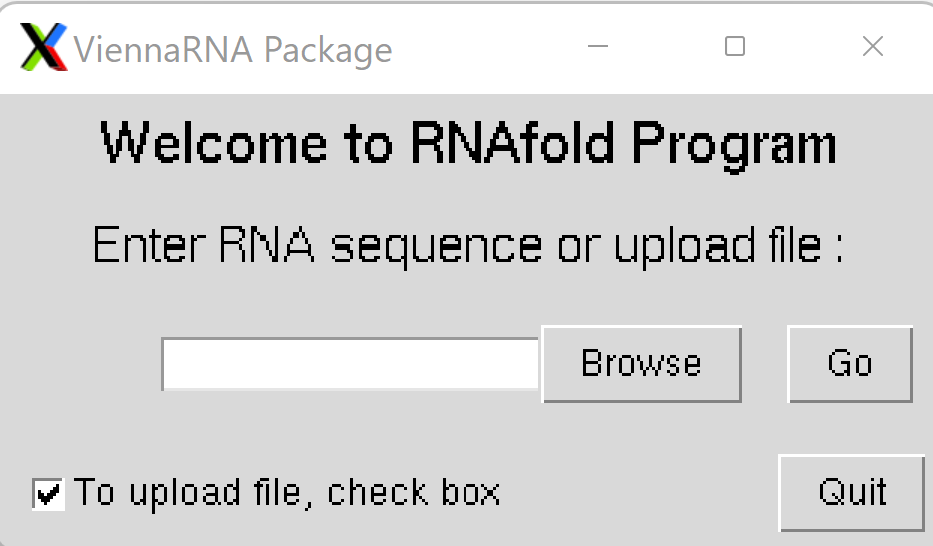 ViennaRNA Package
Welcome to RNAfold Program
Enter RNA sequence or upload file :
Browse
Go
To upload file, check box
Quit